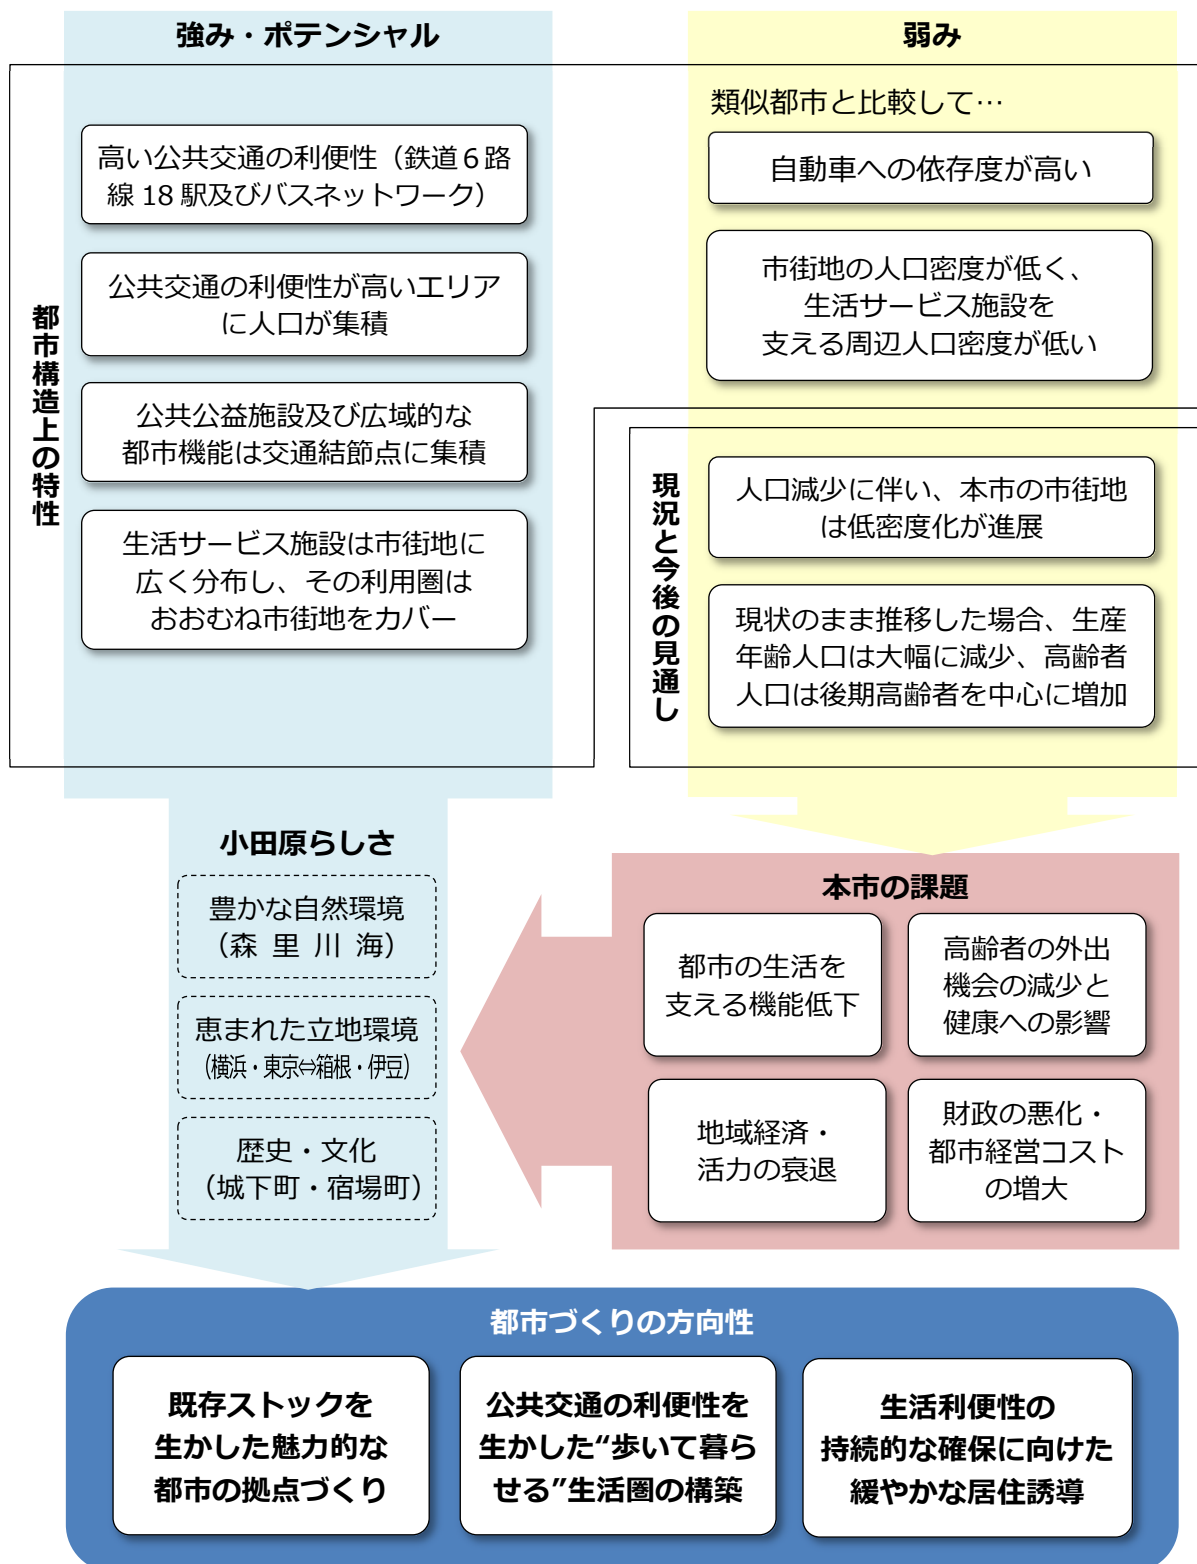 強み・ポテンシャル
弱み
都市構造上の特性
高い公共交通の利便性（鉄道６路
線 18 駅及びバスネットワーク）
公共交通の利便性が高いエリア
に人口が集積
公共公益施設及び広域的な
都市機能は交通結節点に集積
生活サービス施設は市街地に
広く分布し、その利用圏は
おおむね市街地をカバー
類似都市と比較して…
自動車への依存度が高い
市街地の人口密度が低く、
生活サービス施設を
支える周辺人口密度が低い
現況と今後の見通し
人口減少に伴い、本市の市街地
は低密度化が進展
現状のまま推移した場合、生産
年齢人口は大幅に減少、高齢者
人口は後期高齢者を中心に増加
小田原らしさ
豊かな自然環境
（森 里 川 海）
恵まれた立地環境
（横浜・東京⇔箱根・伊豆）
歴史・文化
（城下町・宿場町）
本市の課題
都市の生活を
支える機能低下
高齢者の外出
機会の減少と
健康への影響
地域経済・
活力の衰退
財政の悪化・
都市経営コスト
の増大
都市づくりの方向性
既存ストックを
生かした魅力的な
都市の拠点づくり
公共交通の利便性を
生かした“歩いて暮ら
せる”生活圏の構築
生活利便性の
持続的な確保に向けた
緩やかな居住誘導